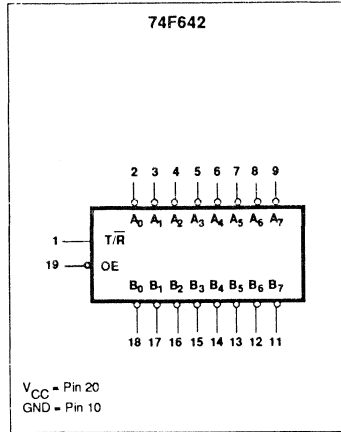 74F642
2 3 4 5 6 7 8 9
A0 A1 A2 A3 A4 A5 A6 A7
1 T/R̅
19 OE
B0 B1 B2 B3 B4 B5 B6 B7
18 17 16 15 14 13 12 11
VCC = Pin 20
GND = Pin 10